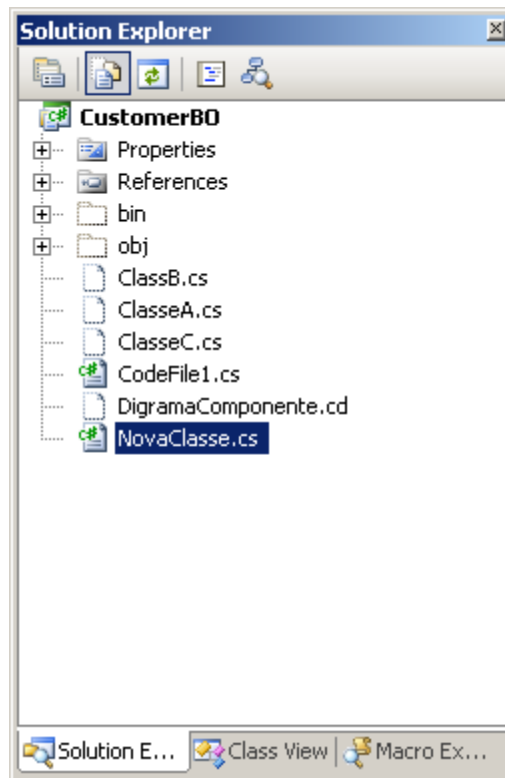 Solution Explorer
CustomerBO
Properties
References
bin
obj
ClassB.cs
ClasseA.cs
ClasseC.cs
CodeFile1.cs
DigramaComponente.cd
NovaClasse.cs
Solution E... Class View Macro Ex...